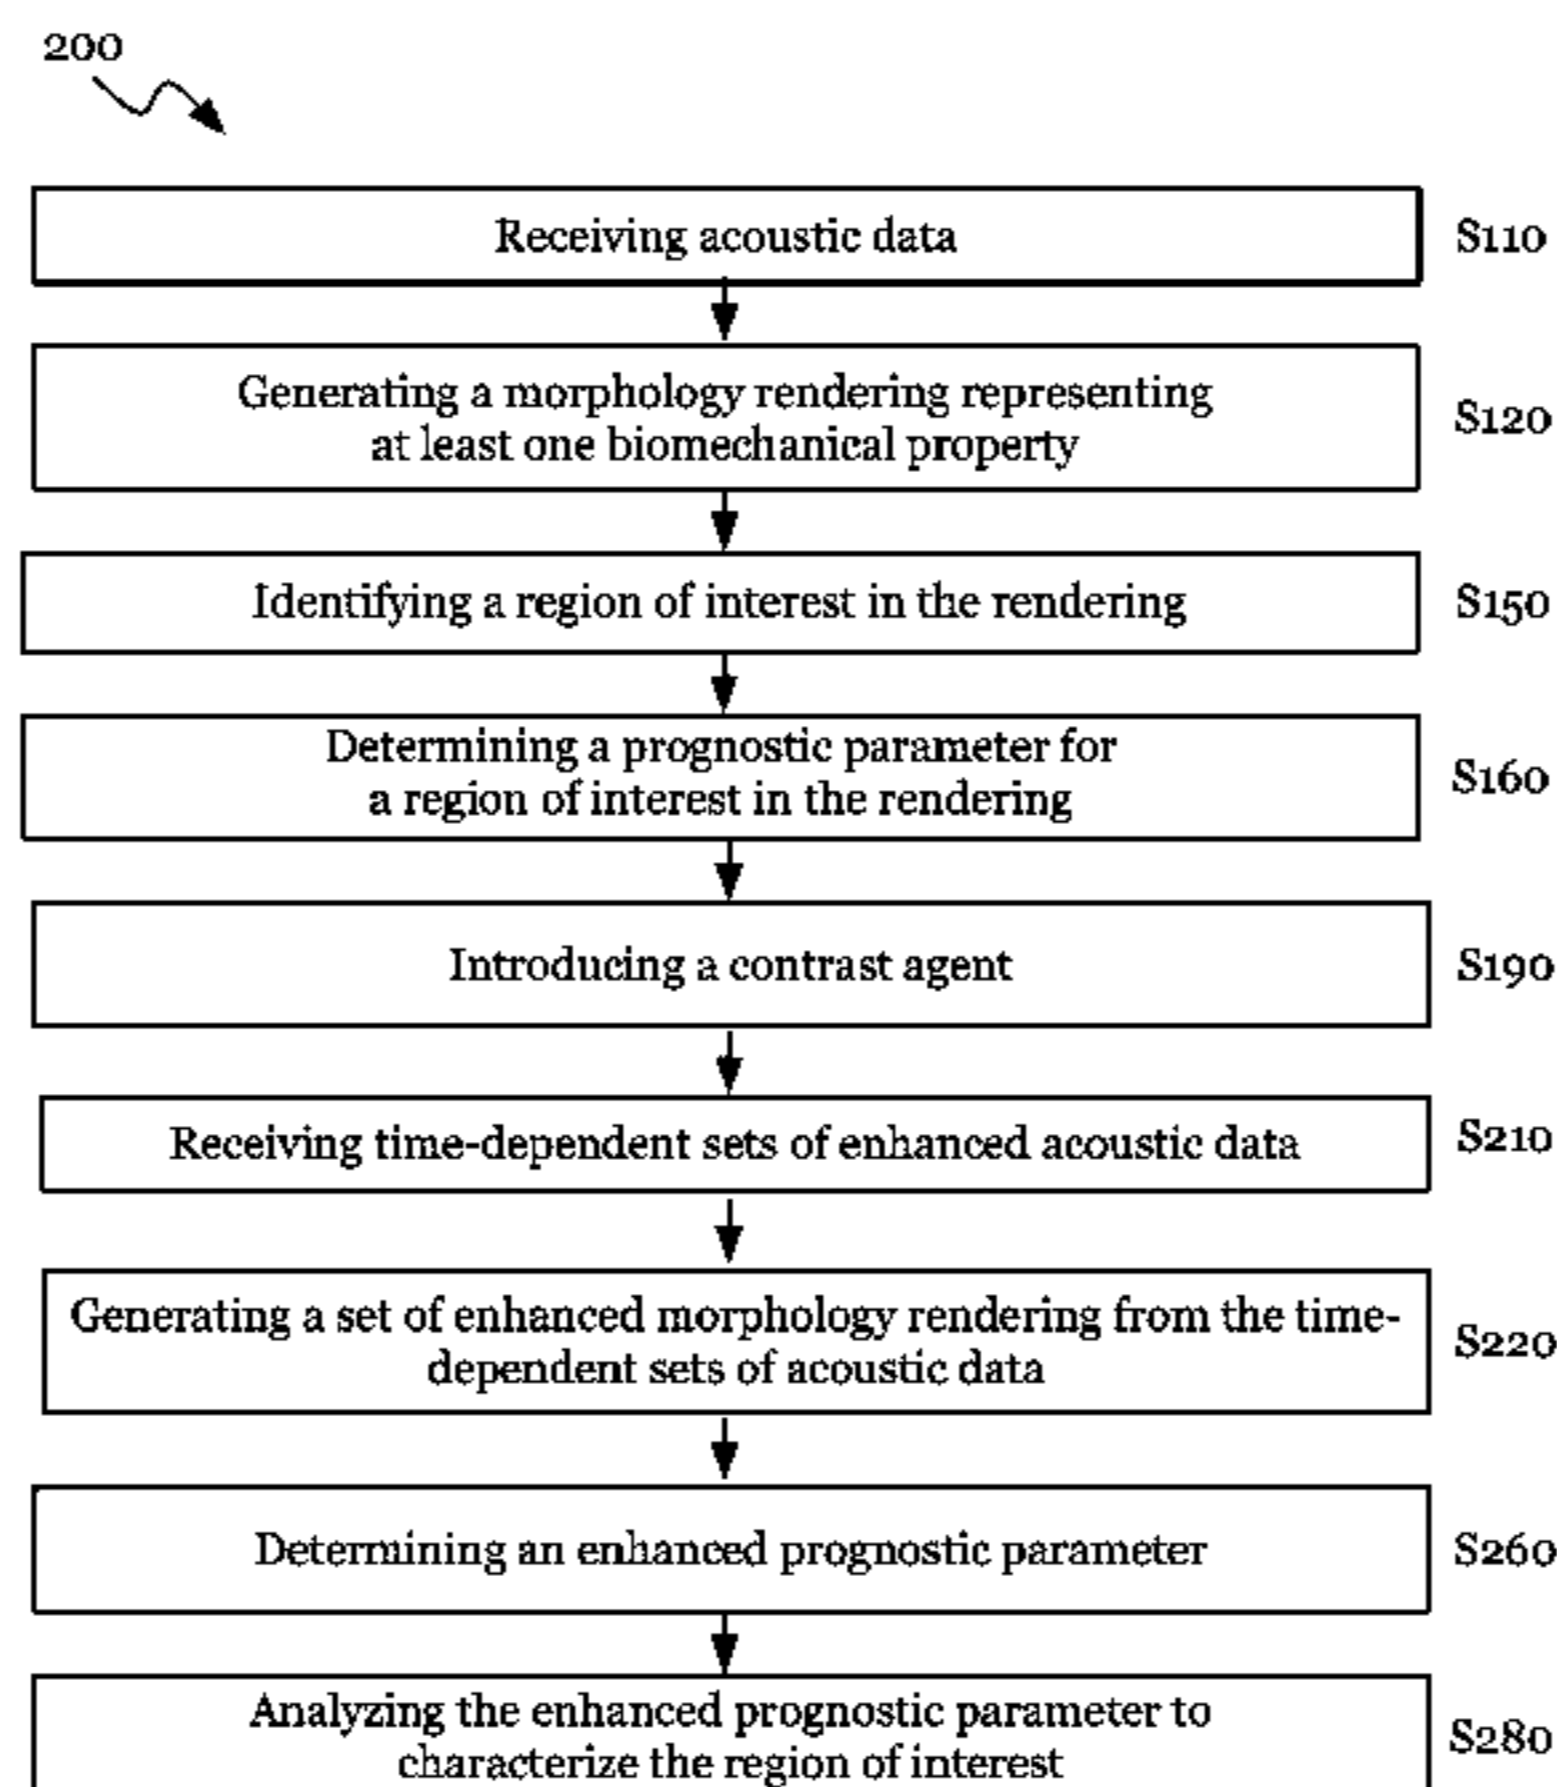 200
Receiving acoustic data
S110
Generating a morphology rendering representing
at least one biomechanical property
S120
Identifying a region of interest in the rendering
S150
Determining a prognostic parameter for
a region of interest in the rendering
S160
Introducing a contrast agent
S190
Receiving time-dependent sets of enhanced acoustic data
S210
Generating a set of enhanced morphology rendering from the time-
dependent sets of acoustic data
S220
Determining an enhanced prognostic parameter
S260
Analyzing the enhanced prognostic parameter to
characterize the region of interest
S280